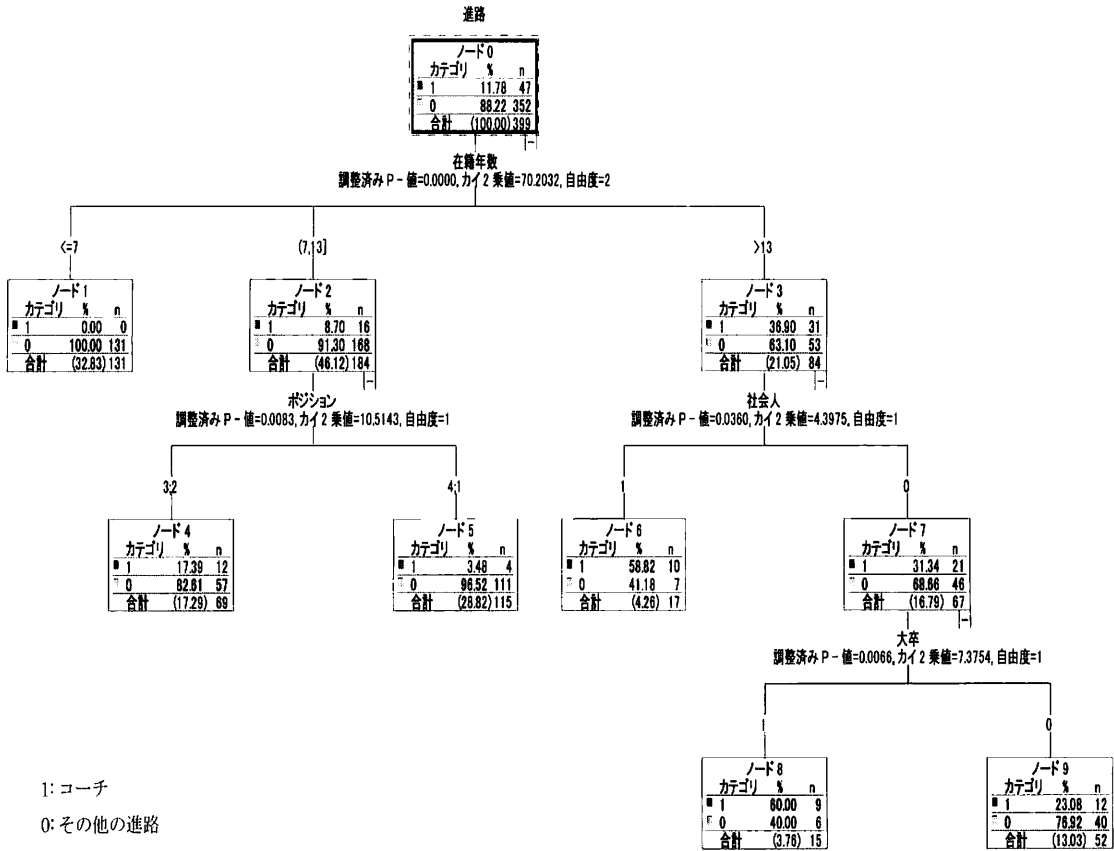 進路
ノード 0
カテゴリ % n
1 11.78 47
0 88.22 352
合計 (100.00) 399
在籍年数
調整済み P - 値=0.0000, カイ 2 乗値=70.2032, 自由度=2
<=7
(7,13]
>13
ノード 1
カテゴリ % n
1 0.00 0
0 100.00 131
合計 (32.83) 131
ノード 2
カテゴリ % n
1 8.70 16
0 91.30 168
合計 (46.12) 184
ノード 3
カテゴリ % n
1 36.90 31
0 63.10 53
合計 (21.05) 84
ポジション
調整済み P - 値=0.0083, カイ 2 乗値=10.5143, 自由度=1
社会人
調整済み P - 値=0.0360, カイ 2 乗値=4.3975, 自由度=1
3;2
4;1
1
0
ノード 4
カテゴリ % n
1 17.39 12
0 82.61 57
合計 (17.29) 69
ノード 5
カテゴリ % n
1 3.48 4
0 96.52 111
合計 (28.82) 115
ノード 6
カテゴリ % n
1 58.82 10
0 41.18 7
合計 (4.26) 17
ノード 7
カテゴリ % n
1 31.34 21
0 68.66 46
合計 (16.79) 67
大卒
調整済み P - 値=0.0066, カイ 2 乗値=7.3754, 自由度=1
1
0
ノード 8
カテゴリ % n
1 60.00 9
0 40.00 6
合計 (3.76) 15
ノード 9
カテゴリ % n
1 23.08 12
0 76.92 40
合計 (13.03) 52
1: コーチ
0: その他の進路